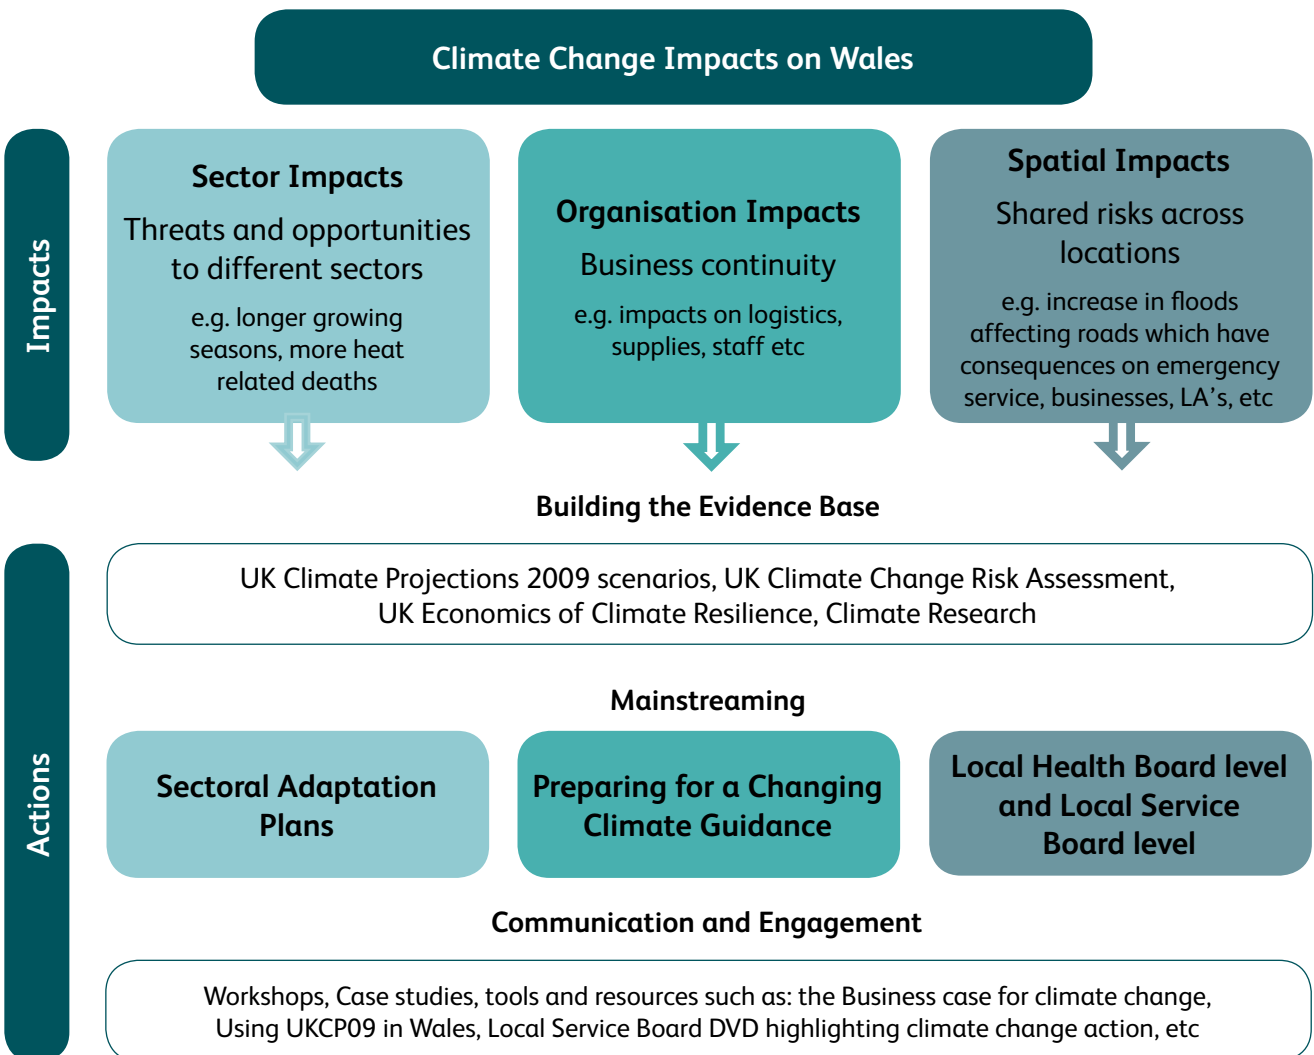 Climate Change Impacts on Wales
Impacts
Sector Impacts
Threats and opportunities
to different sectors
e.g. longer growing
seasons, more heat
related deaths
Organisation Impacts
Business continuity
e.g. impacts on logistics,
supplies, staff etc
Spatial Impacts
Shared risks across
locations
e.g. increase in floods
affecting roads which have
consequences on emergency
service, businesses, LA’s, etc
Building the Evidence Base
Actions
UK Climate Projections 2009 scenarios, UK Climate Change Risk Assessment,
UK Economics of Climate Resilience, Climate Research
Mainstreaming
Sectoral Adaptation
Plans
Preparing for a Changing
Climate Guidance
Local Health Board level
and Local Service
Board level
Communication and Engagement
Workshops, Case studies, tools and resources such as: the Business case for climate change,
Using UKCP09 in Wales, Local Service Board DVD highlighting climate change action, etc